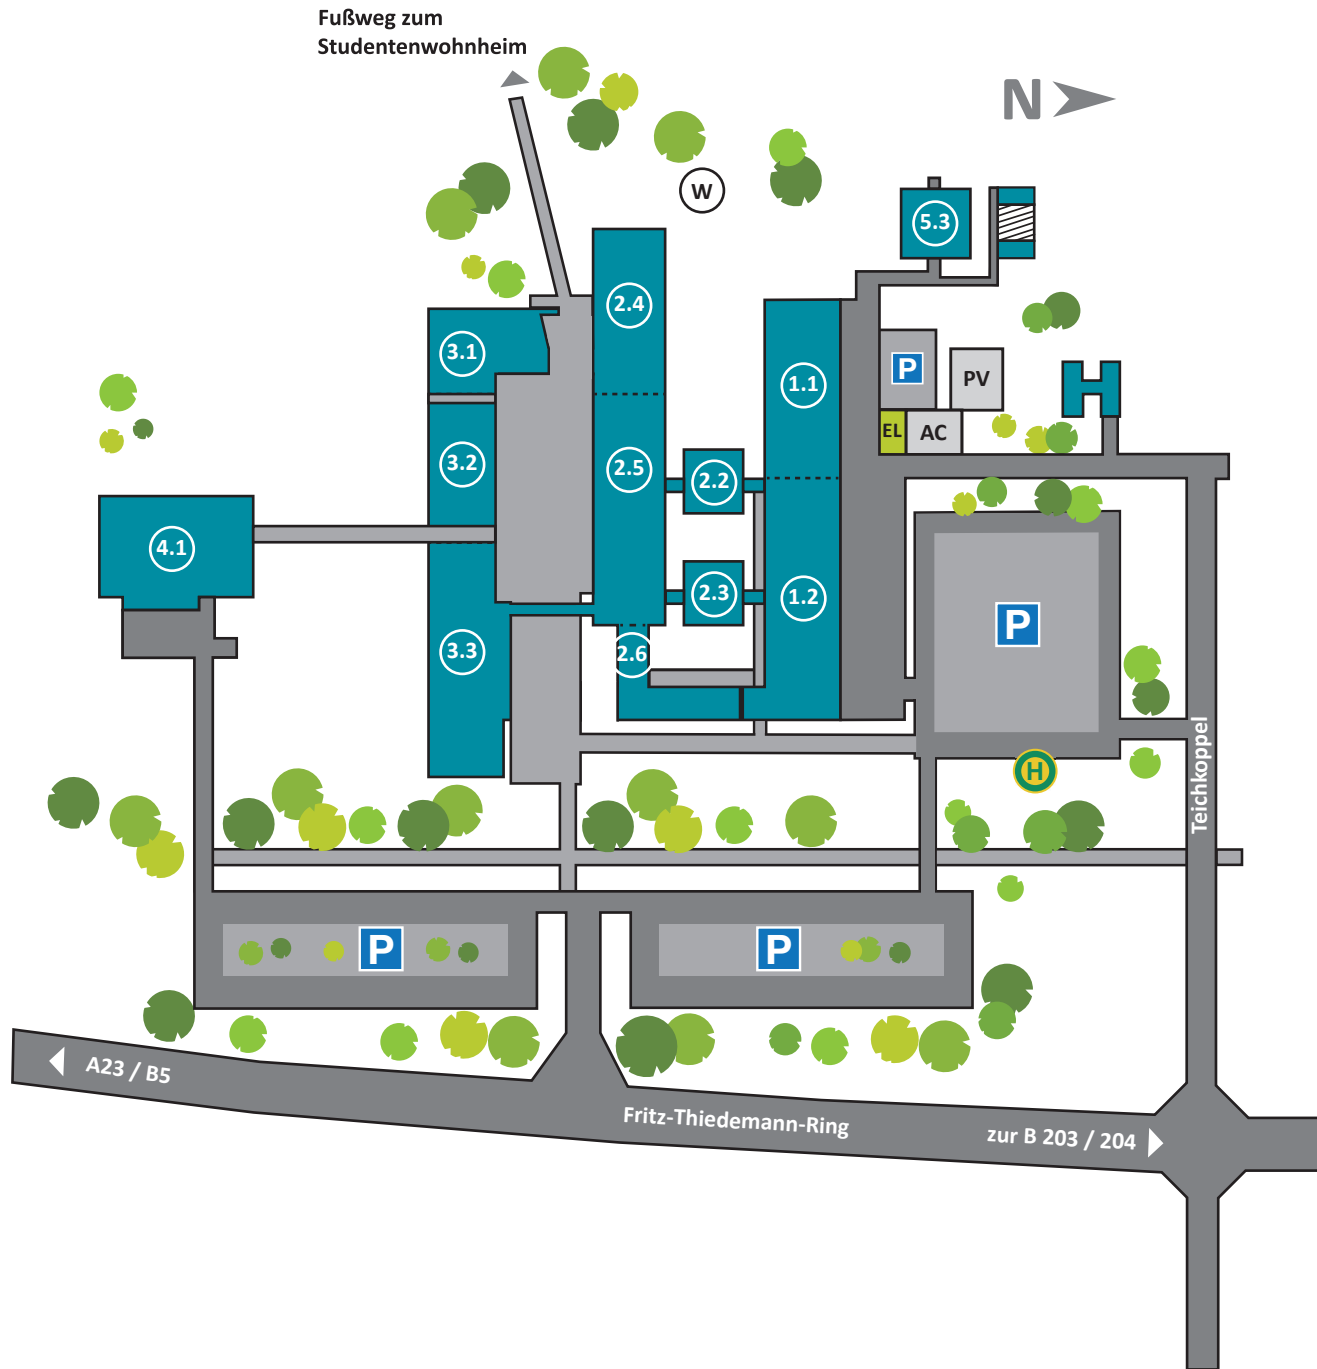 Fußweg zum
Studentenwohnheim
N
W
5.3
2.4
3.1
1.1
P
PV
EL
AC
3.2
2.5
2.2
4.1
2.3
1.2
P
3.3
2.6
Teichkoppel
H
P
P
A23 / B5
Fritz-Thiedemann-Ring
zur B 203 / 204